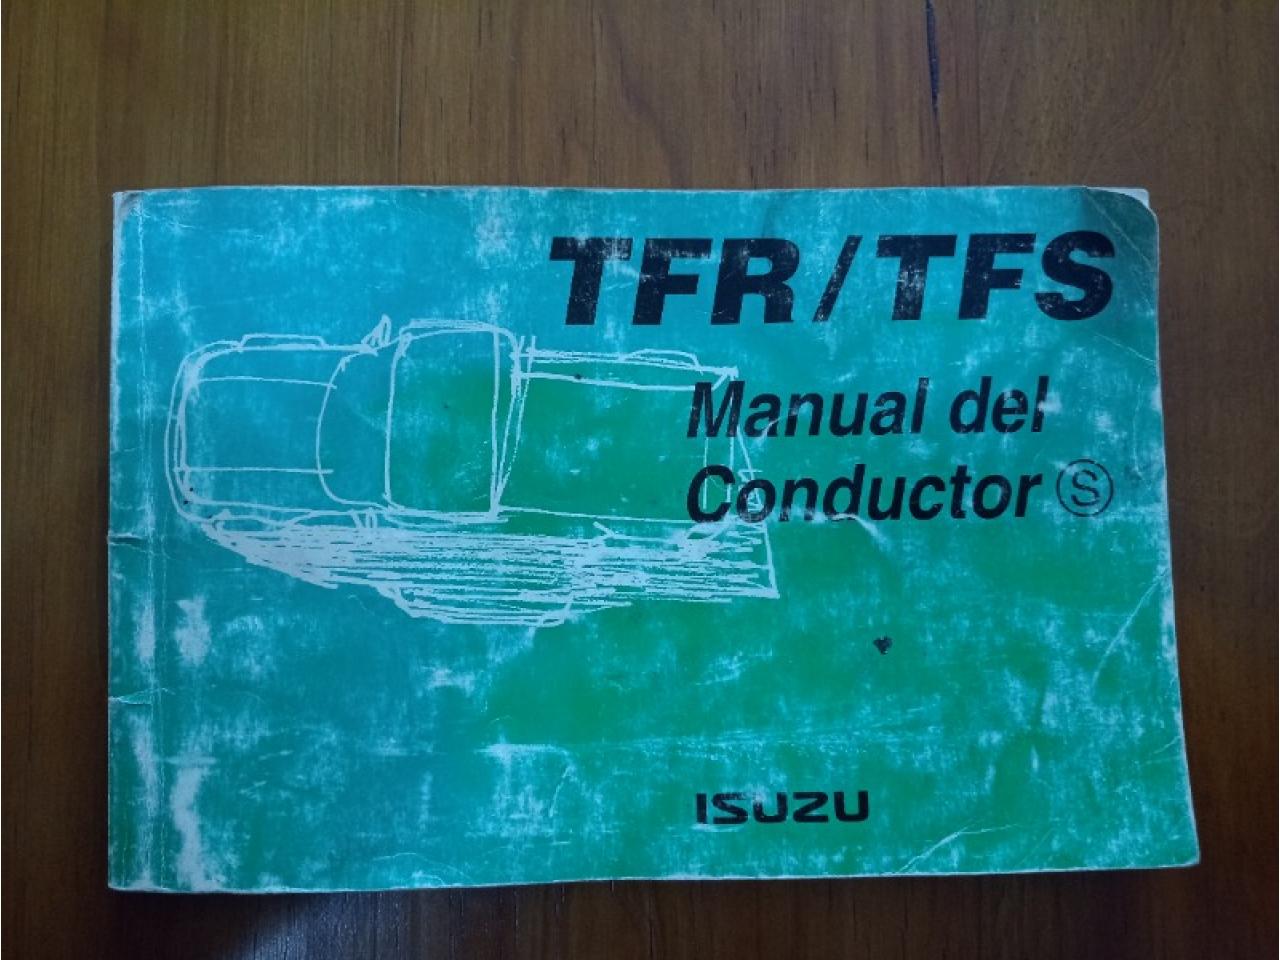 TFR/TFS
Manual del
Conductor Ⓢ
ISUZU